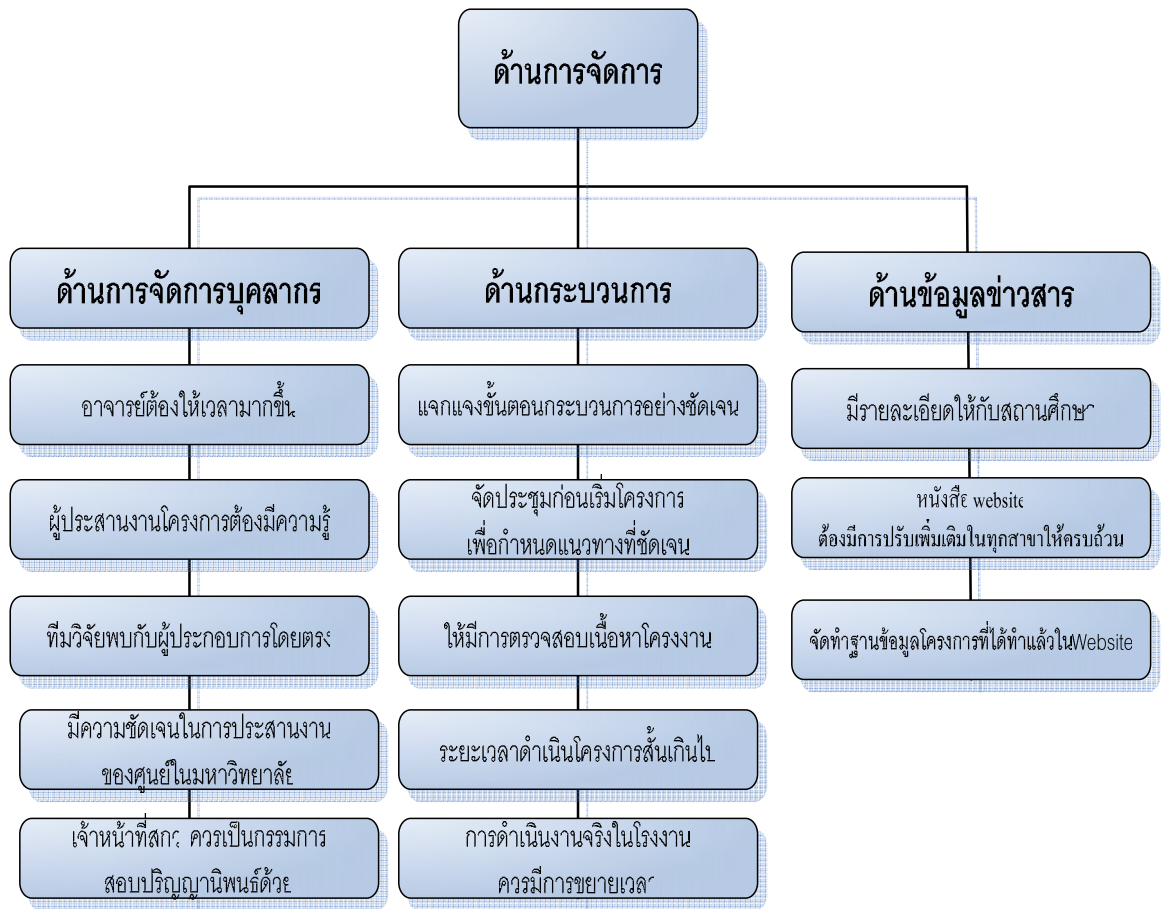 ด้านการจัดการ
ด้านการจัดการบุคลากร
อาจารย์ต้องให้เวลามากขึ้น
ผู้ประสานงานโครงการต้องมีความรู้
ทีมวิจัยพบกับผู้ประกอบการโดยตรง
มีความชัดเจนในการประสานงาน
ของศูนย์ในมหาวิทยาลัย
เจ้าหน้าที่สกว. ควรเป็นกรรมการ
สอบปริญญานิพนธ์ด้วย
ด้านกระบวนการ
แจกแจงขั้นตอนกระบวนการอย่างชัดเจน
จัดประชุมก่อนเริ่มโครงการ
เพื่อกำหนดแนวทางที่ชัดเจน
ให้มีการตรวจสอบเนื้อหาโครงงาน
ระยะเวลาดำเนินโครงการสั้นเกินไป
การดำเนินงานจริงในโรงงาน
ควรมีการขยายเวลา
ด้านข้อมูลข่าวสาร
มีรายละเอียดให้กับสถานศึกษา
หนังสือ website
ต้องมีการปรับเพิ่มเติมในทุกสาขาให้ครบถ้วน
จัดทำฐานข้อมูลโครงการที่ได้ทำแล้วในWebsite